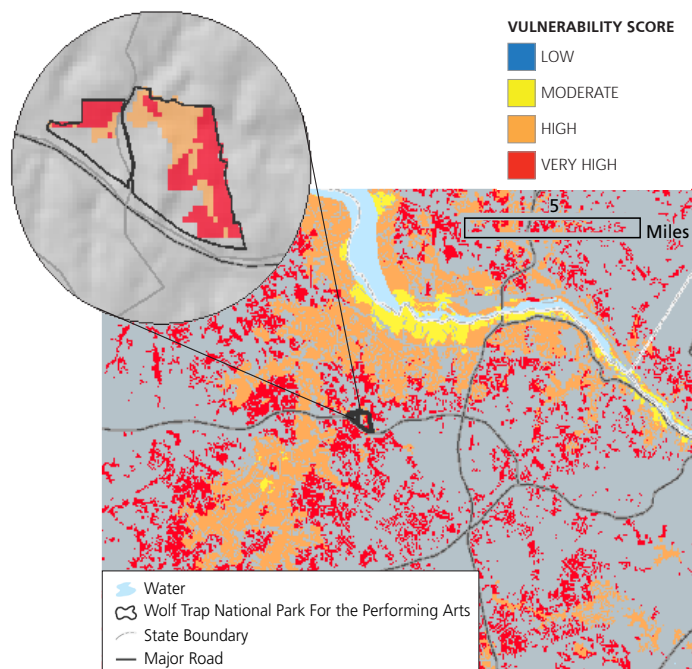 VULNERABILITY SCORE
LOW
MODERATE
HIGH
VERY HIGH
5
Miles
Water
Wolf Trap National Park For the Performing Arts
State Boundary
Major Road